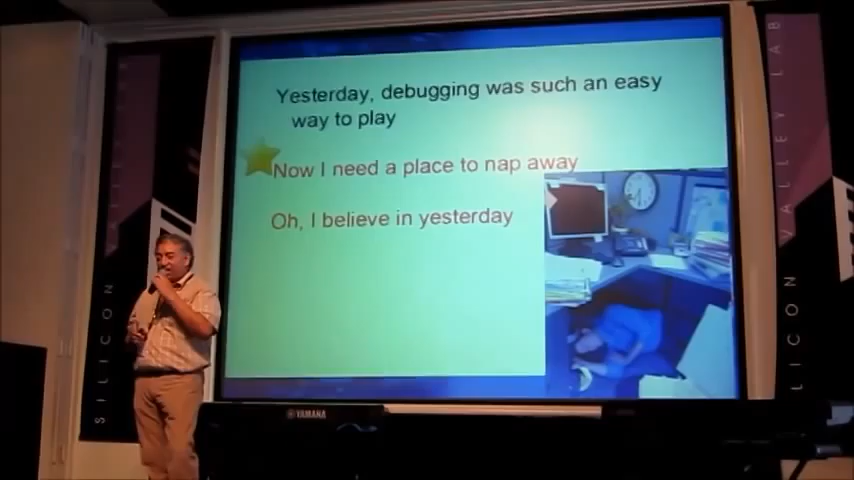 Yesterday, debugging was such an easy
way to play
Now I need a place to nap away
Oh, I believe in yesterday
SILICON
VALLEY LAB
SILICON
YAMAHA